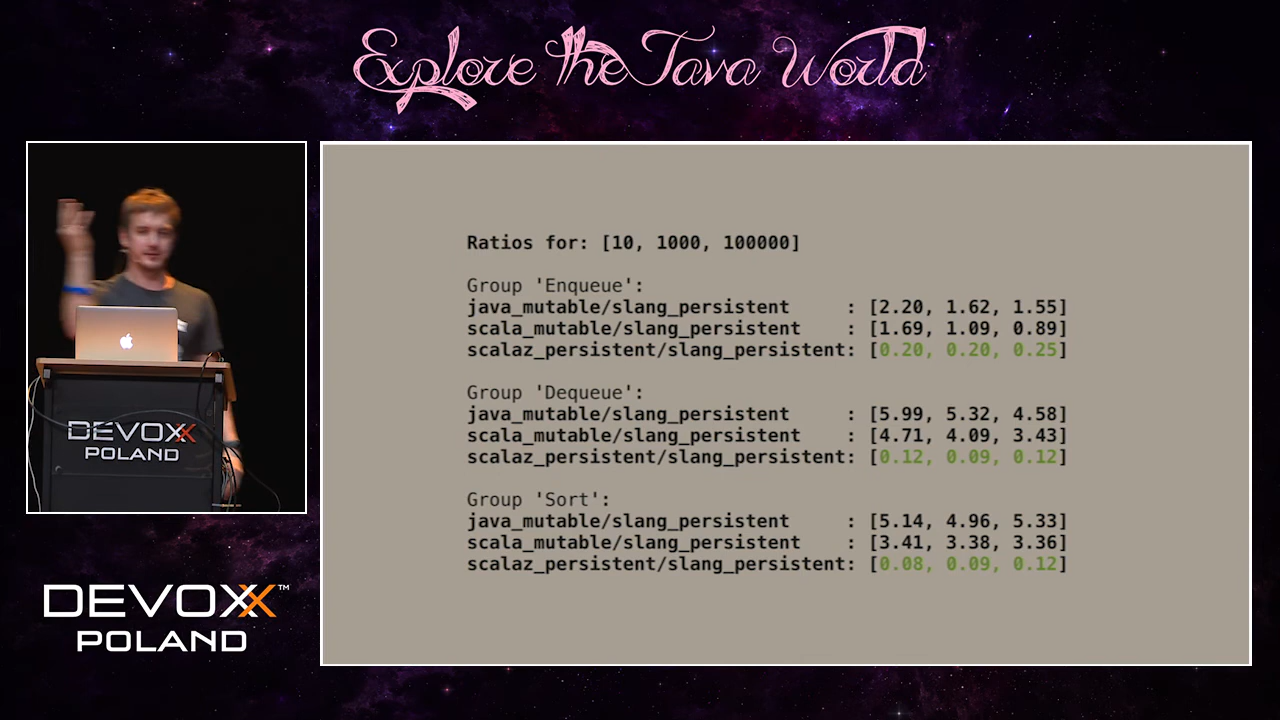 Explore the Java World
Ratios for: [10, 1000, 100000]
Group 'Enqueue':
java_mutable/slang_persistent : [2.20, 1.62, 1.55]
scala_mutable/slang_persistent : [1.69, 1.09, 0.89]
scalaz_persistent/slang_persistent: [0.20, 0.20, 0.25]
Group 'Dequeue':
java_mutable/slang_persistent : [5.99, 5.32, 4.58]
scala_mutable/slang_persistent : [4.71, 4.09, 3.43]
scalaz_persistent/slang_persistent: [0.12, 0.09, 0.12]
Group 'Sort':
java_mutable/slang_persistent : [5.14, 4.96, 5.33]
scala_mutable/slang_persistent : [3.41, 3.38, 3.36]
scalaz_persistent/slang_persistent: [0.08, 0.09, 0.12]
DEVOXX
POLAND
DEVOXX™
POLAND